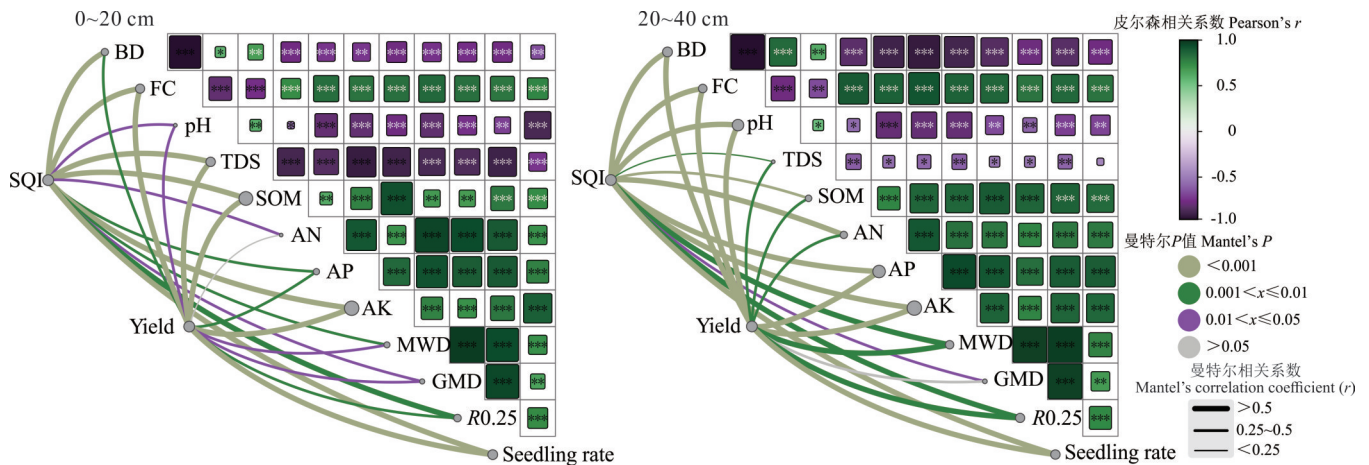 0~20 cm
BD
FC
pH
TDS
SOM
AN
AP
AK
MWD
GMD
R0.25
Seedling rate
SQI
Yield
*** * ** *** *** ** *** *** *** **
*** *** *** *** *** *** *** *** ***
20~40 cm
BD
FC
pH
TDS
SOM
AN
AP
AK
MWD
GMD
R0.25
Seedling rate
SQI
Yield
皮尔森相关系数 Pearson's r
1.0
0.5
0
-0.5
-1.0
曼特尔P值 Mantel's P
<0.001
0.001<x≤0.01
0.01<x≤0.05
>0.05
曼特尔相关系数
Mantel's correlation coefficient (r)
>0.5
0.25~0.5
<0.25